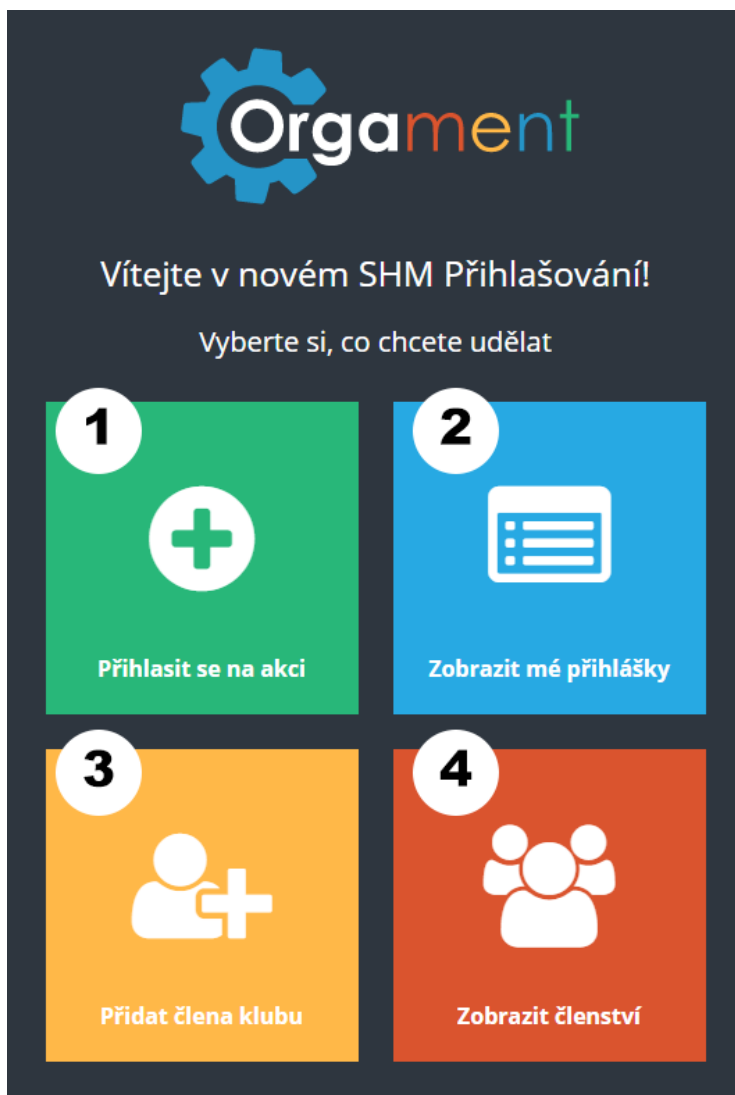 Orgament
Vítejte v novém SHM Přihlašování!
Vyberte si, co chcete udělat
1
2
Přihlasit se na akci
Zobrazit mé přihlášky
3
4
Přidat člena klubu
Zobrazit členství